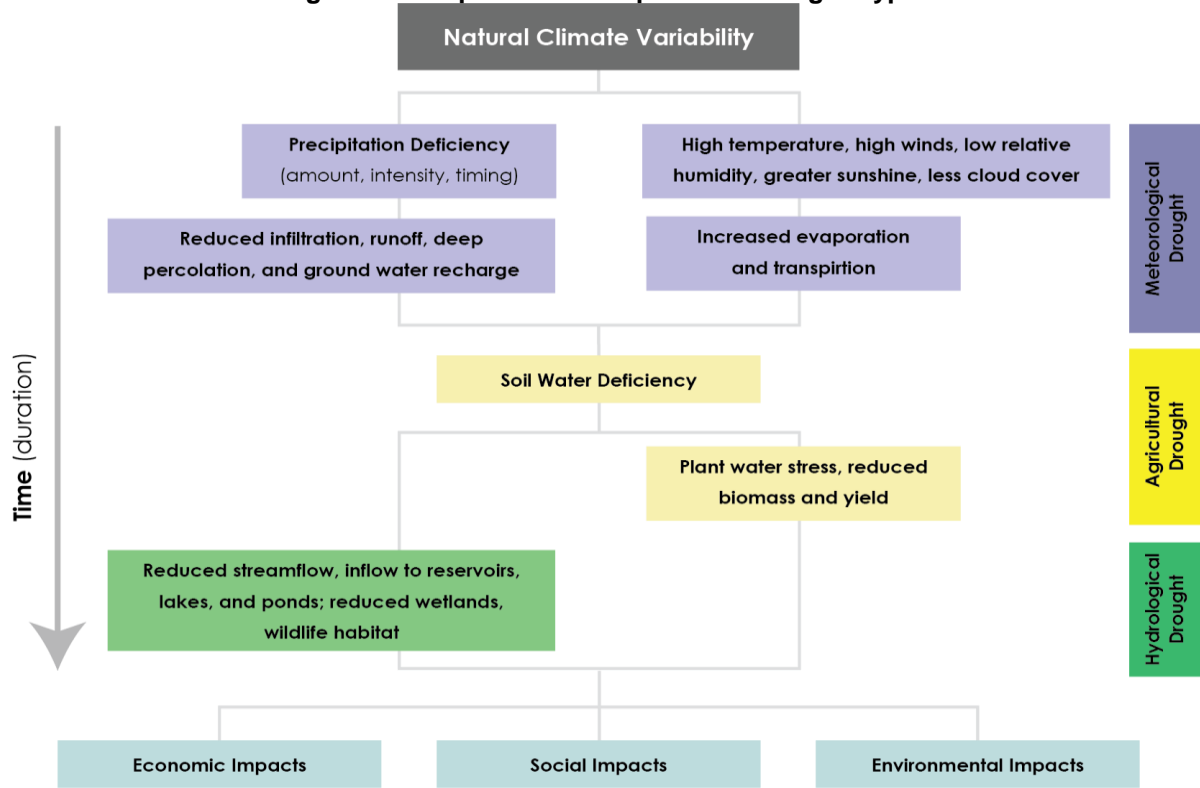 Natural Climate Variability
Precipitation Deficiency
(amount, intensity, timing)
High temperature, high winds, low relative
humidity, greater sunshine, less cloud cover
Reduced infiltration, runoff, deep
percolation, and ground water recharge
Increased evaporation
and transpirtion
Meteorological
Drought
Soil Water Deficiency
Plant water stress, reduced
biomass and yield
Agricultural
Drought
Time (duration)
Reduced streamflow, inflow to reservoirs,
lakes, and ponds; reduced wetlands,
wildlife habitat
Hydrological
Drought
Economic Impacts
Social Impacts
Environmental Impacts